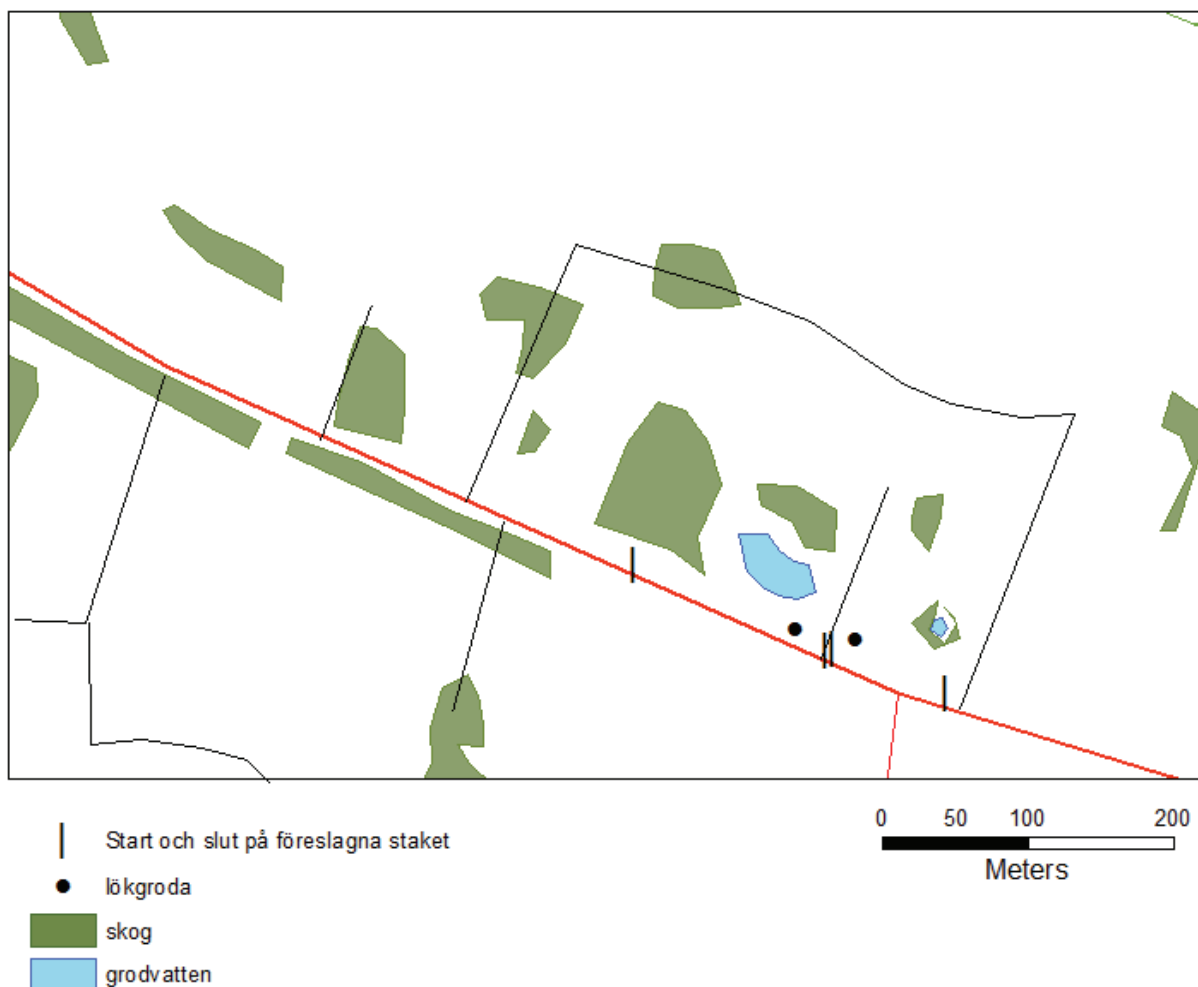 0 50 100 200
Meters
Start och slut på föreslagna staket
lökgroda
skog
grodvatten